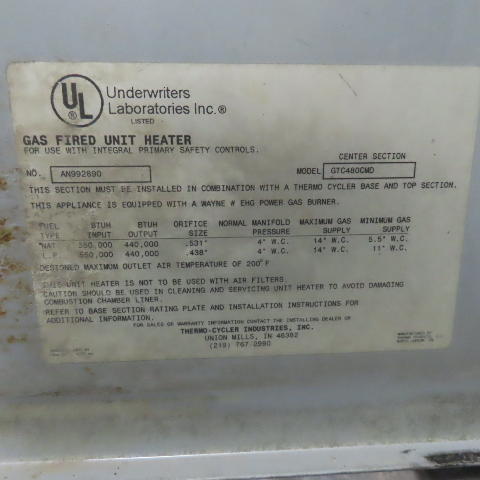 UL
Underwriters
Laboratories Inc.®
LISTED
GAS FIRED UNIT HEATER
FOR USE WITH INTEGRAL PRIMARY SAFETY CONTROLS.
CENTER SECTION
NO. AN992890 MODEL GTC480CMD
THIS SECTION MUST BE INSTALLED IN COMBINATION WITH A THERMO CYCLER BASE AND TOP SECTION.
THIS APPLIANCE IS EQUIPPED WITH A WAYNE # EHG POWER GAS BURNER.
FUEL BTUH BTUH ORIFICE NORMAL MANIFOLD MAXIMUM GAS MINIMUM GAS
TYPE INPUT OUTPUT SIZE PRESSURE SUPPLY SUPPLY
*NAT 550,000 440,000 .531" 4" W.C. 14" W.C. 5.5" W.C.
L.P. 550,000 440,000 .438" 4" W.C. 14" W.C. 11" W.C.
DESIGNED MAXIMUM OUTLET AIR TEMPERATURE OF 200°F
THIS UNIT HEATER IS NOT TO BE USED WITH AIR FILTERS.
CAUTION SHOULD BE USED IN CLEANING AND SERVICING UNIT HEATER TO AVOID DAMAGING
COMBUSTION CHAMBER LINER.
REFER TO BASE SECTION RATING PLATE AND INSTALLATION INSTRUCTIONS FOR
ADDITIONAL INFORMATION.
FOR SALES OR WARRANTY INFORMATION CONTACT THE INSTALLING DEALER OF
THERMO-CYCLER INDUSTRIES, INC.
UNION MILLS, IN 46382
(219) 767 2990
MANUFACTURED BY